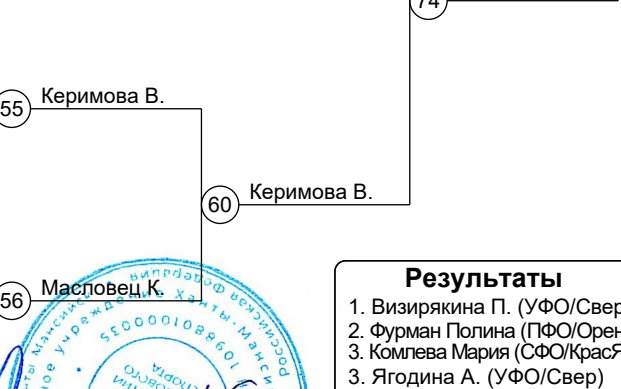 74
55 Керимова В.
60 Керимова В.
56 Масловец К.
Результаты
1. Визирякина П. (УФО/Свер
2. Фурман Полина (ПФО/Орен
3. Комлева Мария (СФО/КрасЯ
3. Ягодина А. (УФО/Свер)